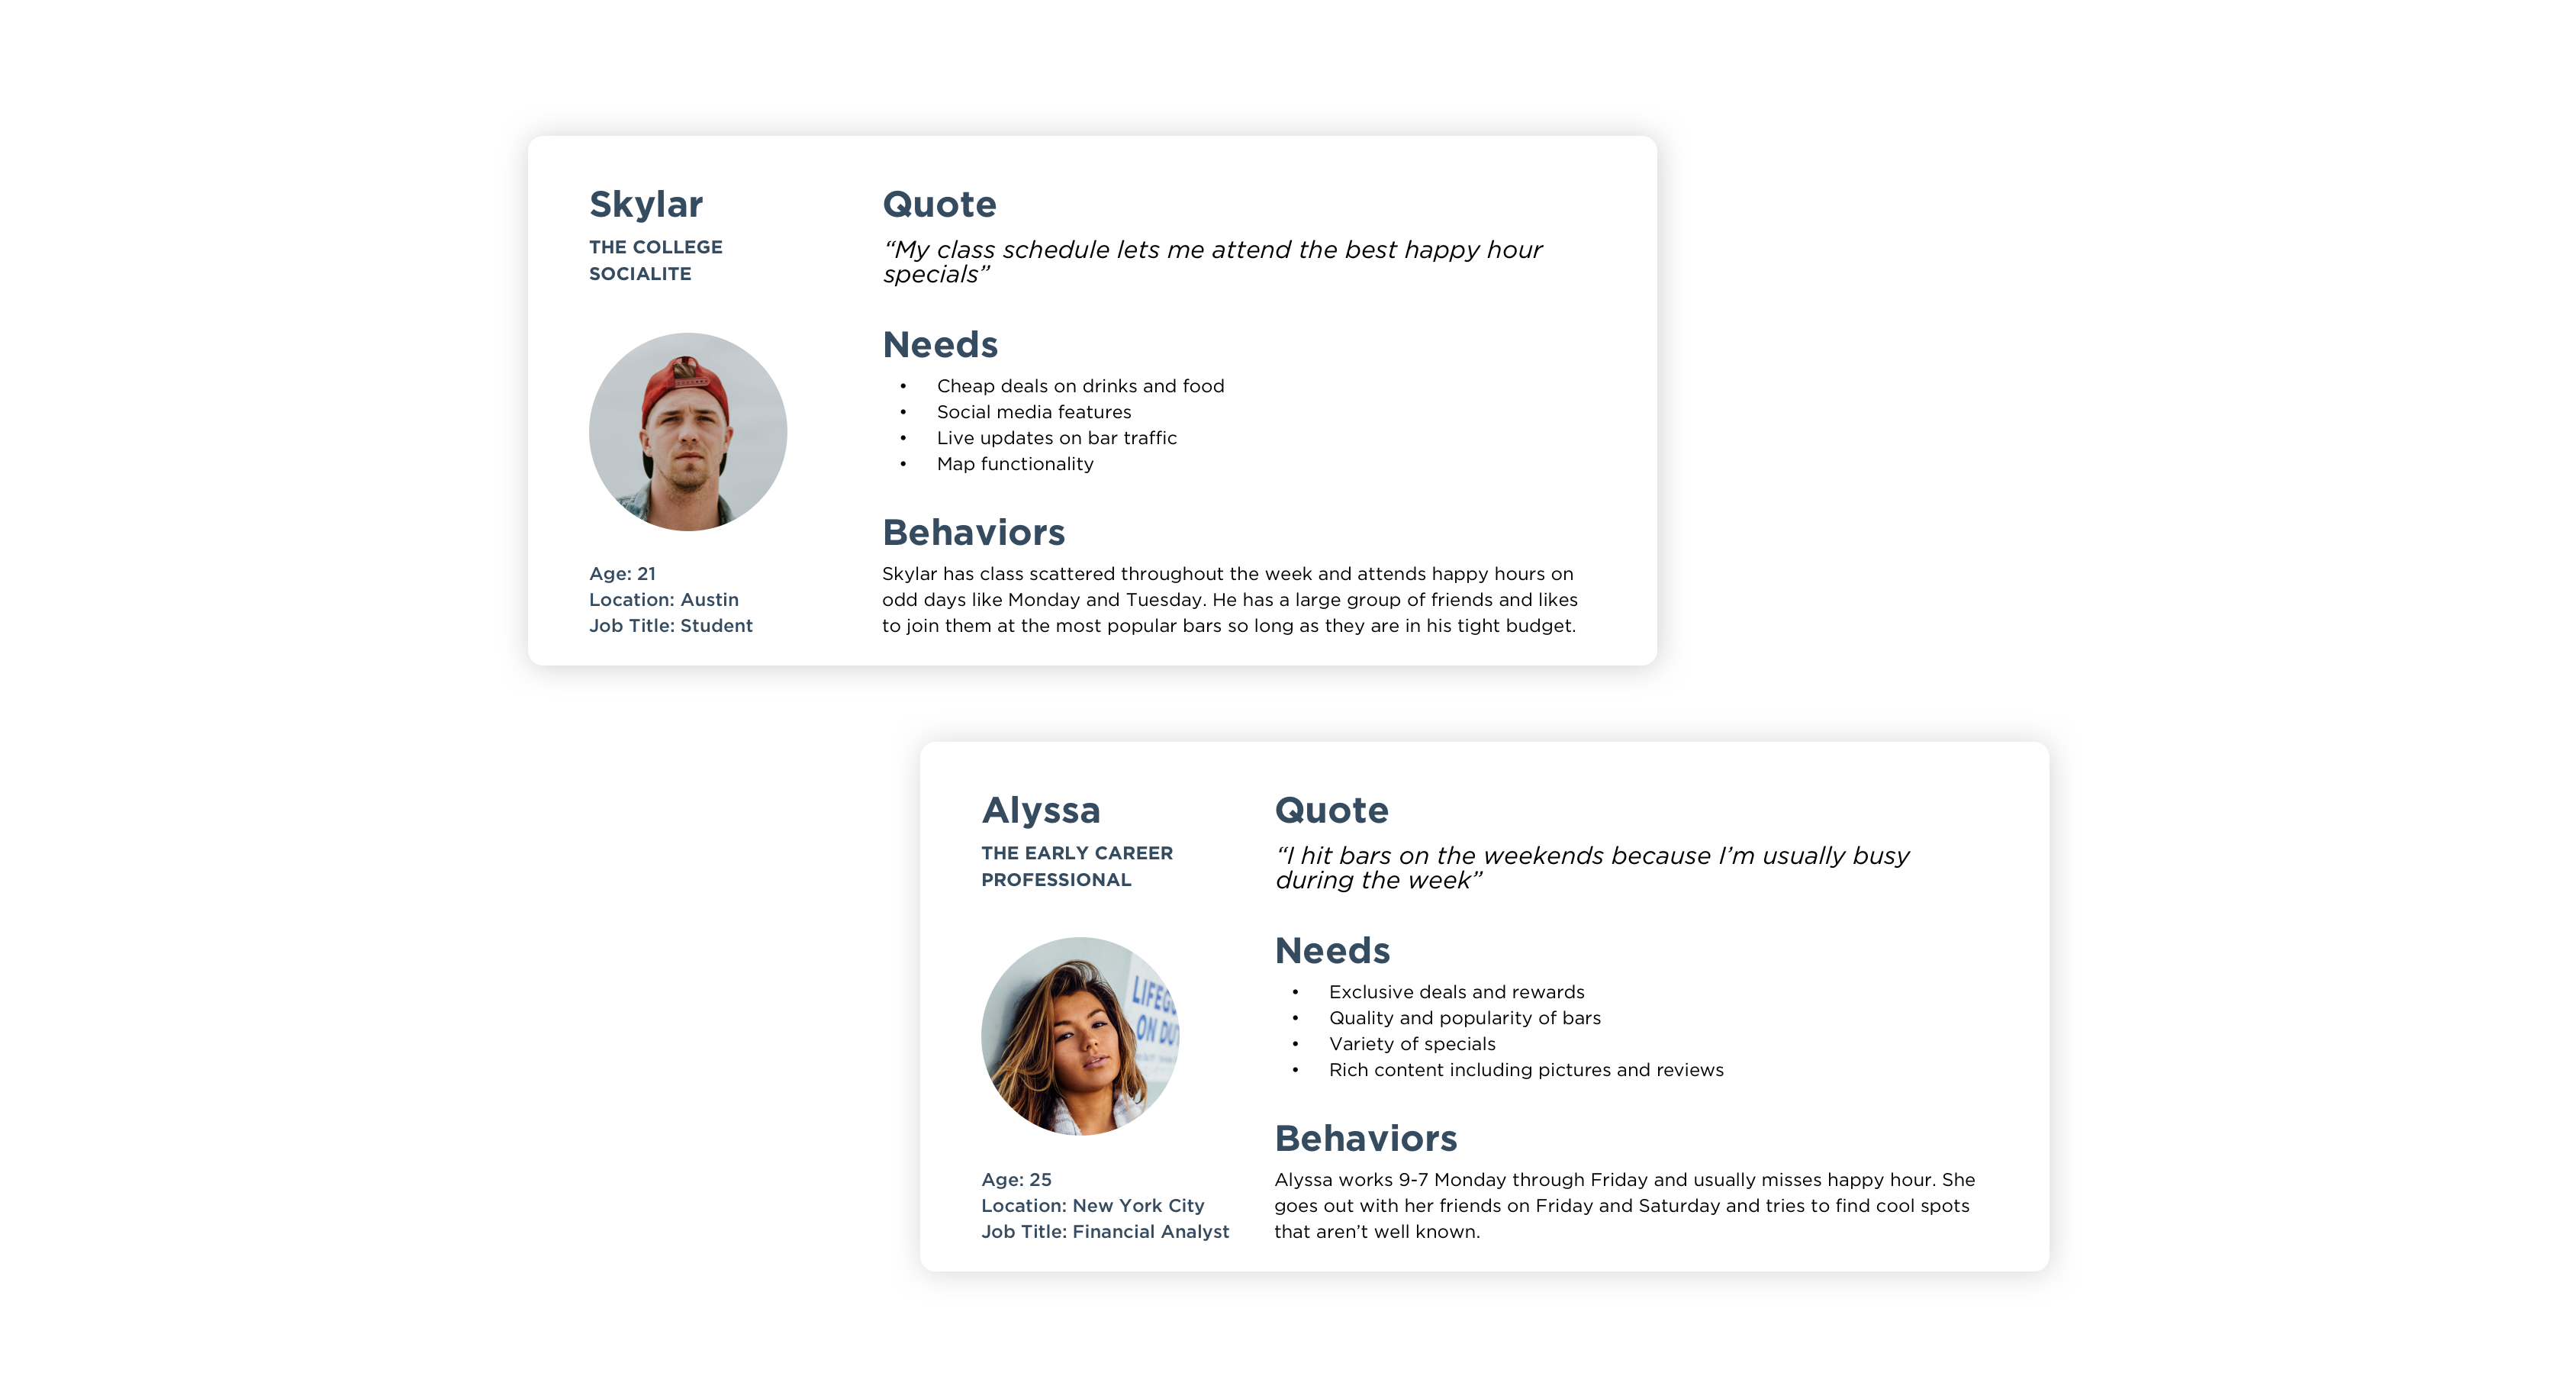 Skylar
THE COLLEGE
SOCIALITE
Age: 21
Location: Austin
Job Title: Student
Quote
“My class schedule lets me attend the best happy hour
specials”
Needs
• Cheap deals on drinks and food
• Social media features
• Live updates on bar traffic
• Map functionality
Behaviors
Skylar has class scattered throughout the week and attends happy hours on
odd days like Monday and Tuesday. He has a large group of friends and likes
to join them at the most popular bars so long as they are in his tight budget.
Alyssa
THE EARLY CAREER
PROFESSIONAL
LIFEG
ON DUT
Age: 25
Location: New York City
Job Title: Financial Analyst
Quote
“I hit bars on the weekends because I’m usually busy
during the week”
Needs
• Exclusive deals and rewards
• Quality and popularity of bars
• Variety of specials
• Rich content including pictures and reviews
Behaviors
Alyssa works 9-7 Monday through Friday and usually misses happy hour. She
goes out with her friends on Friday and Saturday and tries to find cool spots
that aren’t well known.